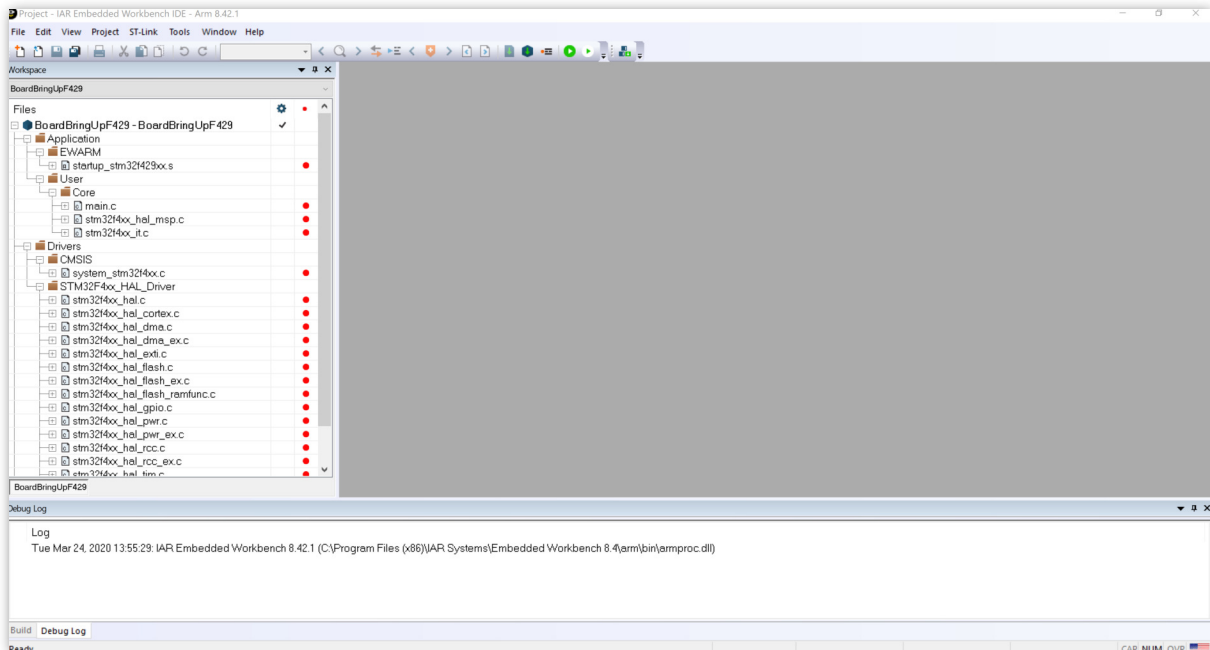 Project - IAR Embedded Workbench IDE - Arm 8.42.1
File Edit View Project ST-Link Tools Window Help
Workspace
BoardBringUpF429
Files
BoardBringUpF429 - BoardBringUpF429
Application
EWARM
startup_stm32f429xx.s
User
Core
main.c
stm32f4xx_hal_msp.c
stm32f4xx_it.c
Drivers
CMSIS
system_stm32f4xx.c
STM32F4xx_HAL_Driver
stm32f4xx_hal.c
stm32f4xx_hal_cortex.c
stm32f4xx_hal_dma.c
stm32f4xx_hal_dma_ex.c
stm32f4xx_hal_exti.c
stm32f4xx_hal_flash.c
stm32f4xx_hal_flash_ex.c
stm32f4xx_hal_flash_ramfunc.c
stm32f4xx_hal_gpio.c
stm32f4xx_hal_pwr.c
stm32f4xx_hal_pwr_ex.c
stm32f4xx_hal_rcc.c
stm32f4xx_hal_rcc_ex.c
stm32f4xx_hal_tim.c
BoardBringUpF429
Debug Log
Log
Tue Mar 24, 2020 13:55:29: IAR Embedded Workbench 8.42.1 (C:\Program Files (x86)\IAR Systems\Embedded Workbench 8.4\arm\bin\armproc.dll)
Build Debug Log
Ready CAP NUM OVR